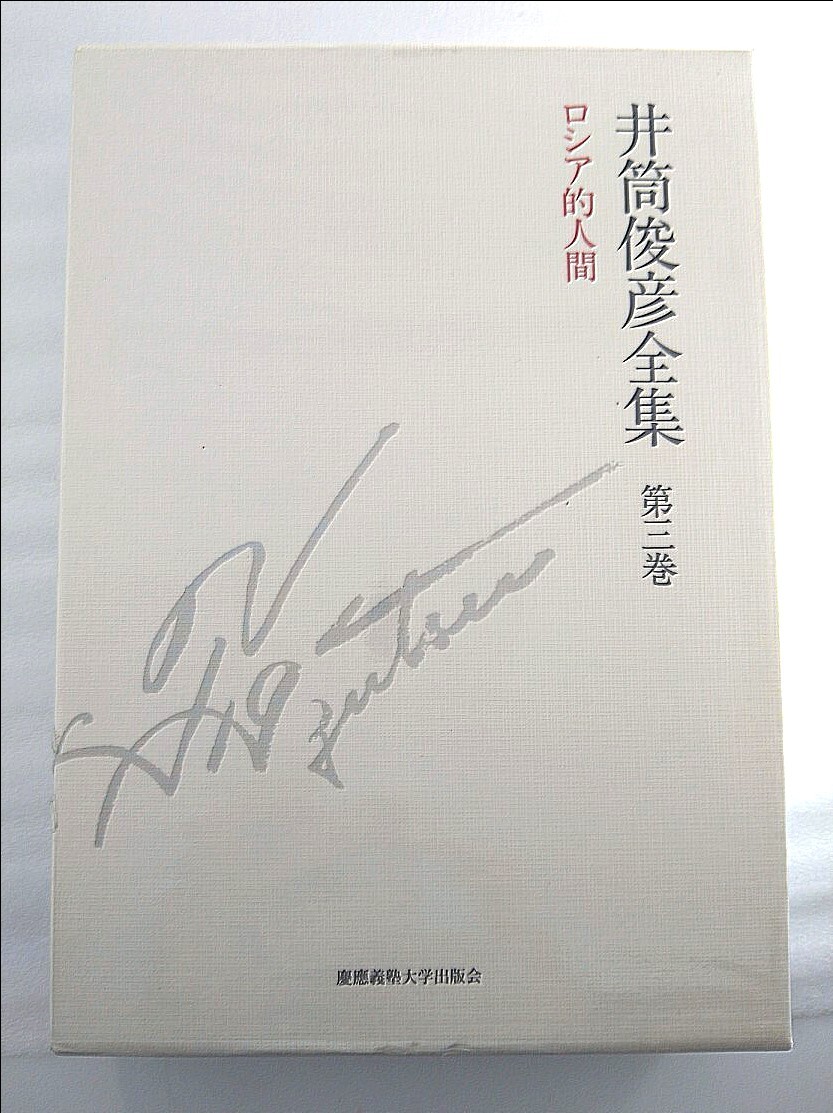 井筒俊彦全集 第三巻
ロシア的人間
T. Izutsu
慶應義塾大学出版会